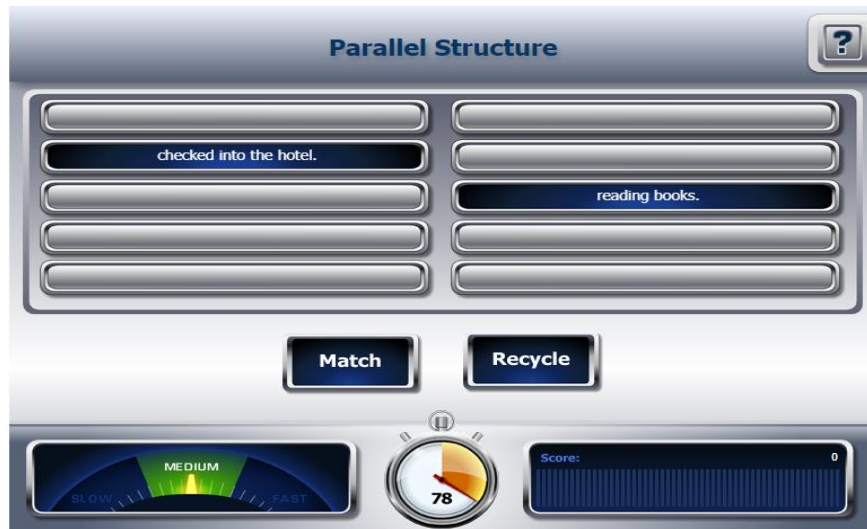 Parallel Structure
?
checked into the hotel.
reading books.
Match
Recycle
MEDIUM
SLOW
FAST
78
Score:
0